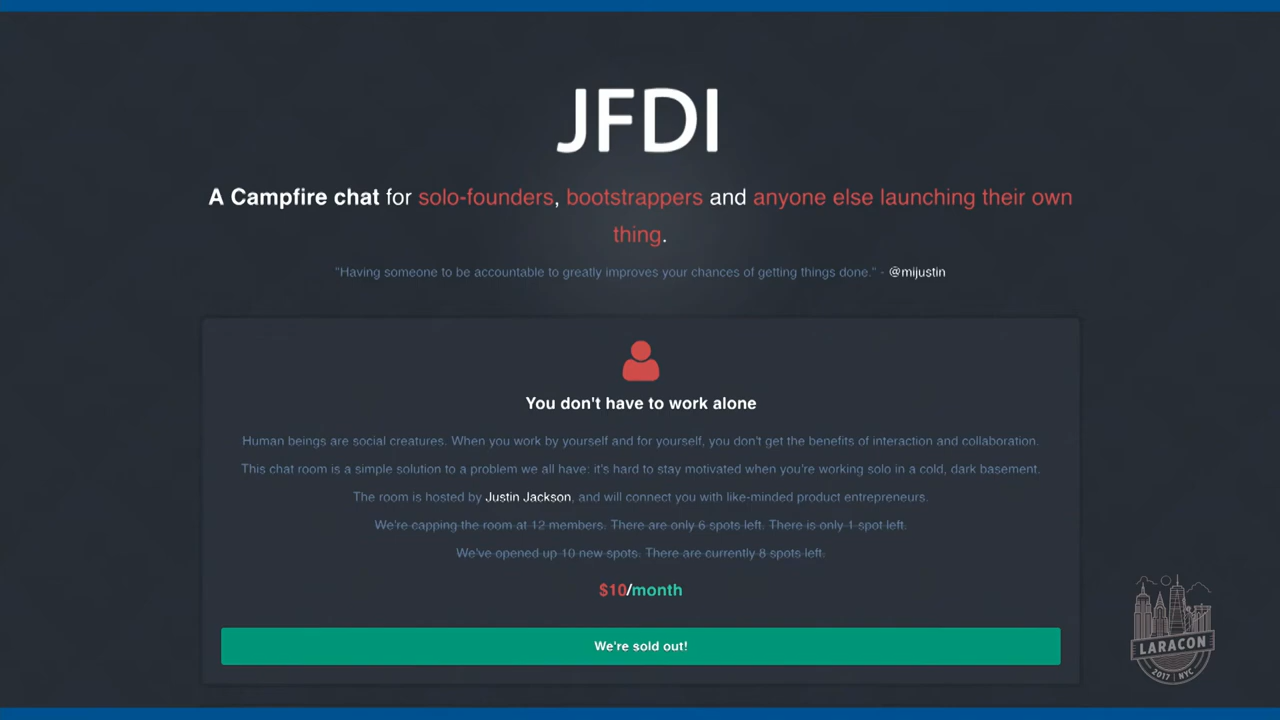 JFDI
A Campfire chat for solo-founders, bootstrappers and anyone else launching their own
thing.
"Having someone to be accountable to greatly improves your chances of getting things done." - @mijustin
You don't have to work alone
Human beings are social creatures. When you work by yourself and for yourself, you don't get the benefits of interaction and collaboration.
This chat room is a simple solution to a problem we all have: it's hard to stay motivated when you're working solo in a cold, dark basement.
The room is hosted by Justin Jackson, and will connect you with like-minded product entrepreneurs.
We're capping the room at 12 members. There are only 6 spots left. There is only 1 spot left.
We've opened up 10 new spots. There are currently 8 spots left.
$10/month
We're sold out!
LARACON
2017 | NYC